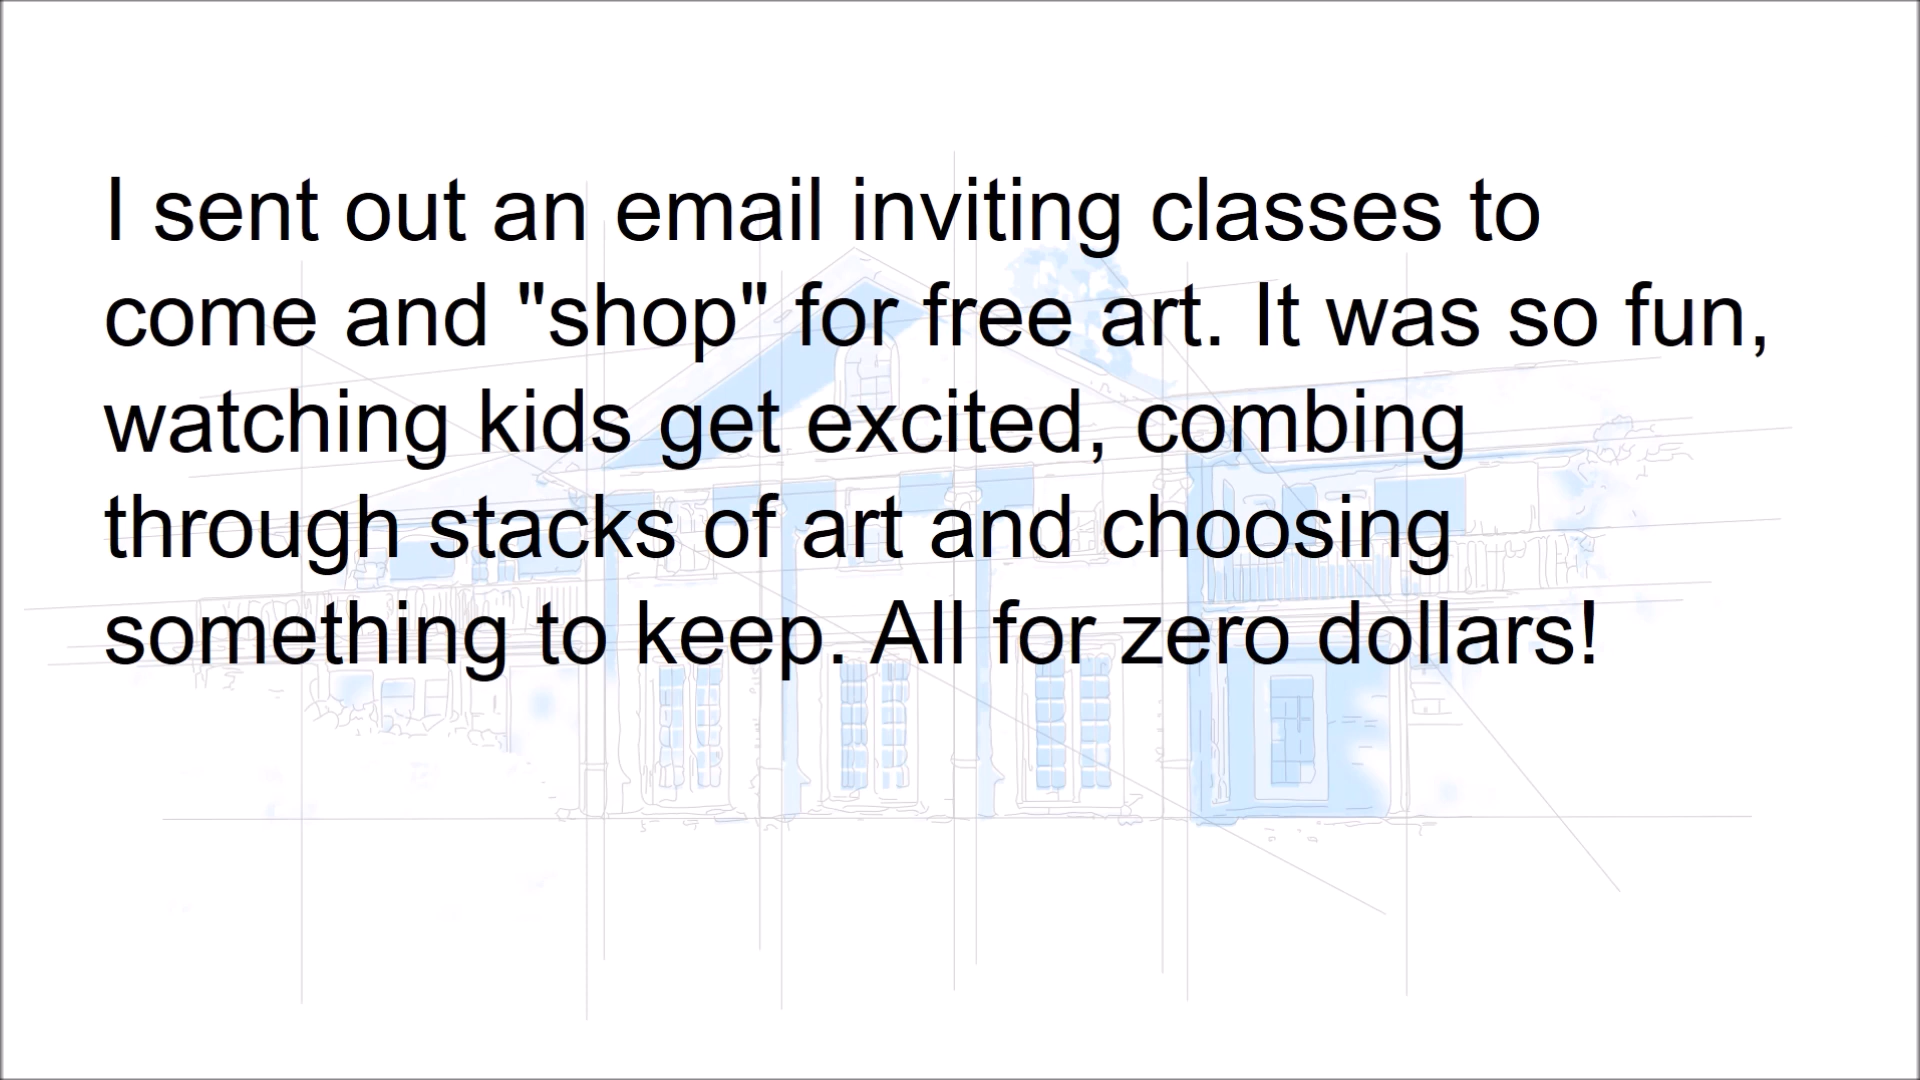 I sent out an email inviting classes to
come and "shop" for free art. It was so fun,
watching kids get excited, combing
through stacks of art and choosing
something to keep. All for zero dollars!